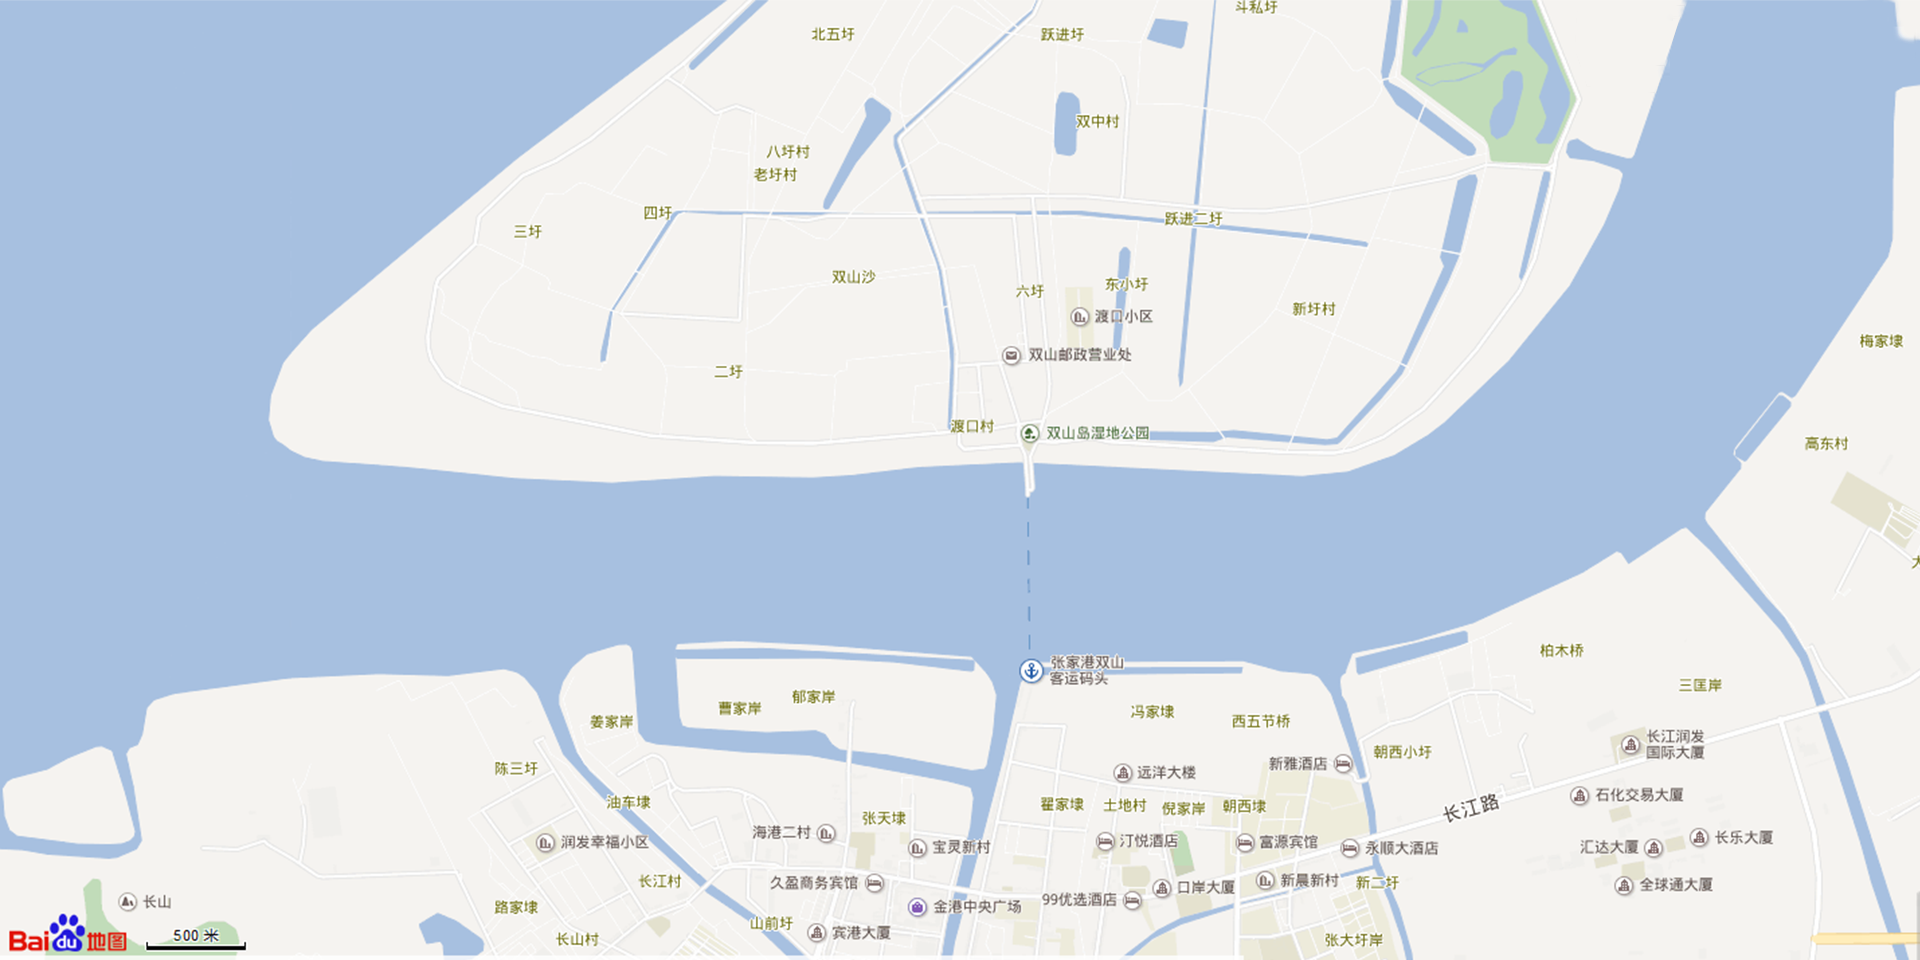 斗私圩
北五圩
跃进圩
双中村
八圩村
老圩村
四圩
跃进二圩
三圩
双山沙
六圩
东小圩
新圩村
渡口小区
梅家埭
双山邮政营业处
二圩
渡口村
双山岛湿地公园
高东村
大
柏木桥
张家港双山
客运码头
三匡岸
郁家岸
曹家岸
冯家埭
姜家岸
西五节桥
长江润发
国际大厦
朝西小圩
陈三圩
新雅酒店
远洋大楼
石化交易大厦
油车埭
翟家埭
土地村
倪家岸
朝西埭
长江路
张天埭
海港二村
长乐大厦
润发幸福小区
宝灵新村
汀悦酒店
富源宾馆
永顺大酒店
汇达大厦
长江村
久盈商务宾馆
口岸大厦
新晨新村
新二圩
全球通大厦
长山
路家埭
金港中央广场
99优选酒店
山前圩
宾港大厦
长山村
张大圩岸
Bai du 地图
500 米